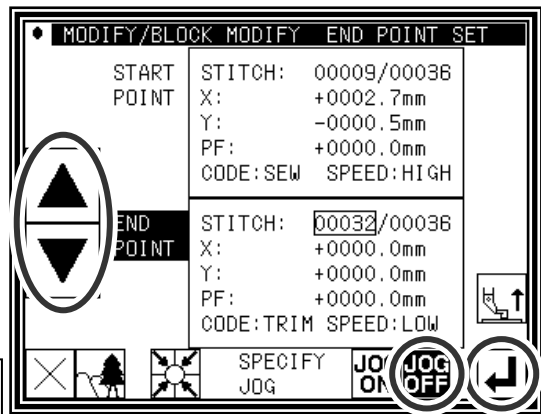 MODIFY/BLOCK MODIFY END POINT SET
START POINT
STITCH: 00009/00036
X: +0002.7mm
Y: -0000.5mm
PF: +0000.0mm
CODE:SEW SPEED:HIGH
END POINT
STITCH: 00032/00036
X: +0000.0mm
Y: +0000.0mm
PF: +0000.0mm
CODE:TRIM SPEED:LOW
SPECIFY JOG
JOG ON
JOG OFF